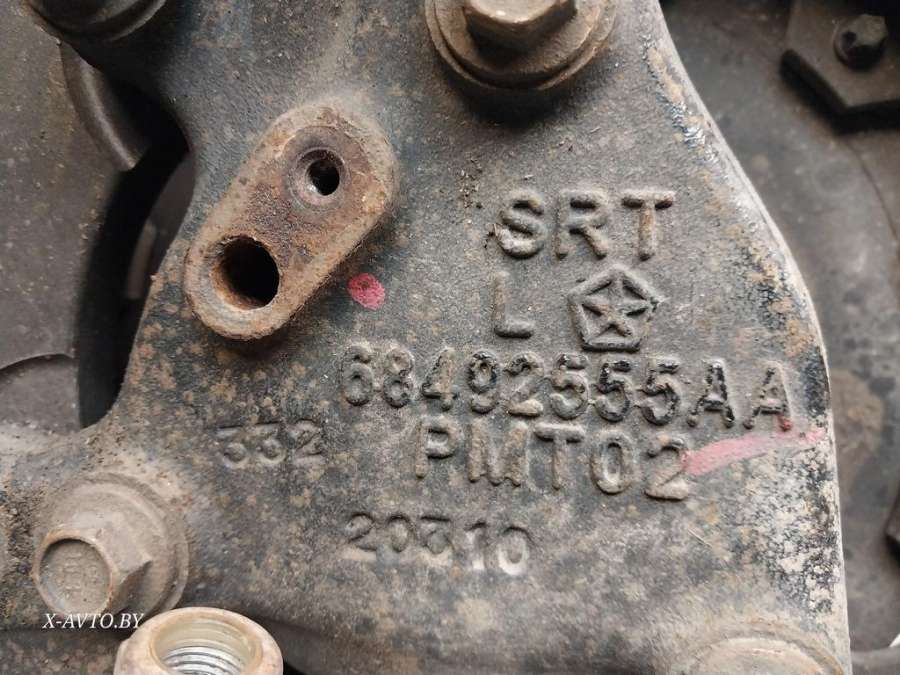 SRT
L
68492555AA
332 PMT02
20310
X-AVTO.BY